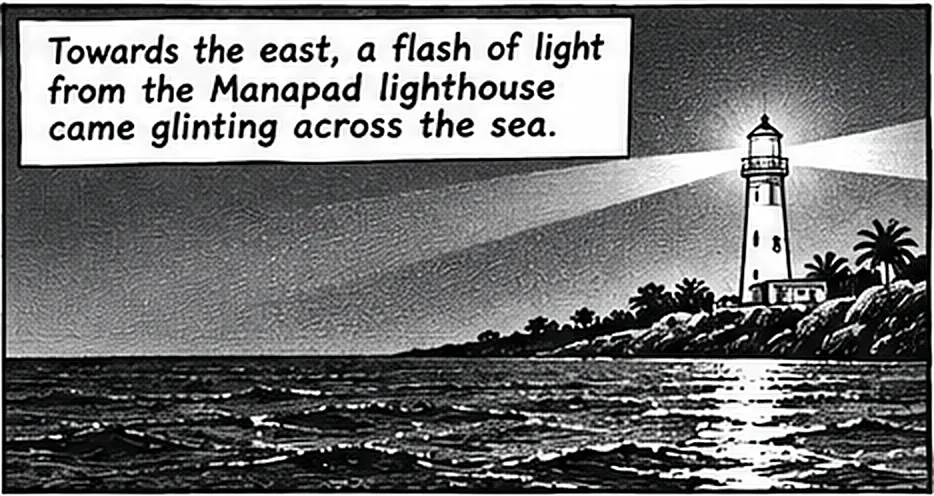 Towards the east, a flash of light
from the Manapad lighthouse
came glinting across the sea.